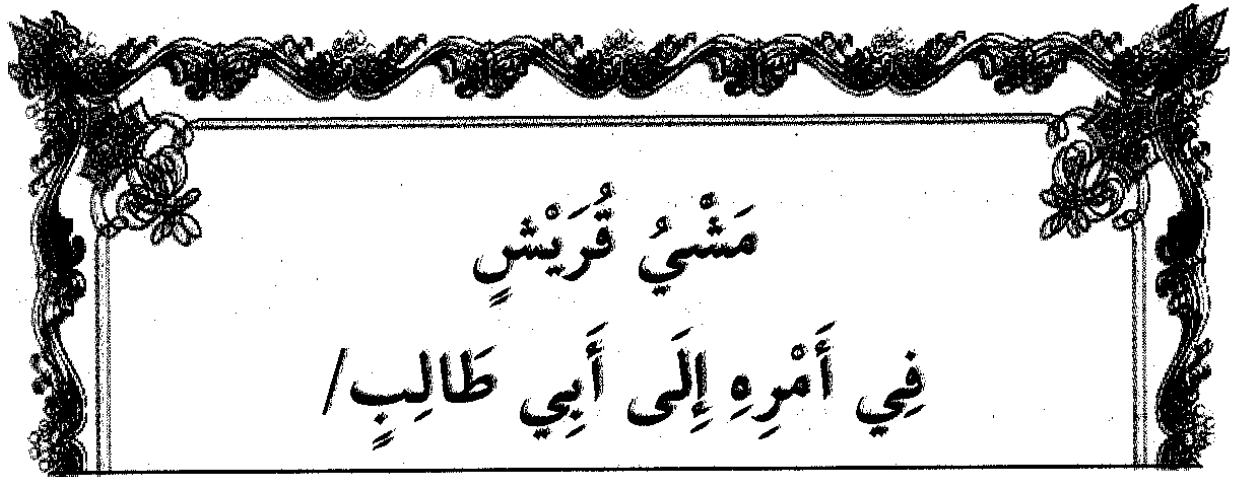 مَشْيُ قُرَيْشٍ
فِي أَمْرِهِ إِلَى أَبِي طَالِبٍ/